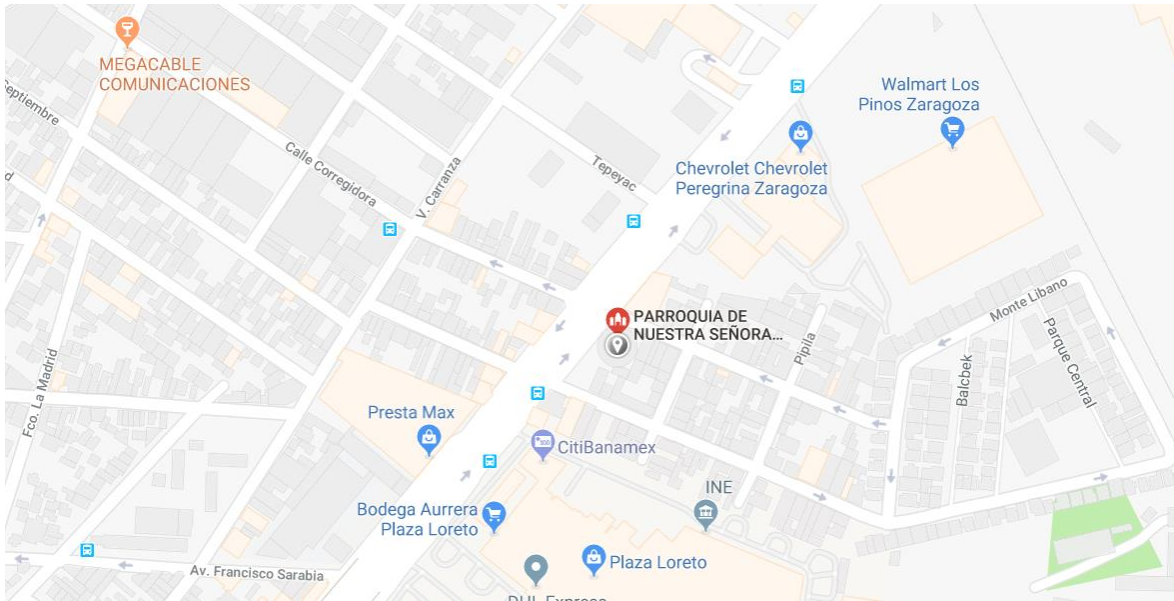 MEGACABLE
COMUNICACIONES
Septiembre
Calle Corregidora
V. Carranza
Tepeyac
Walmart Los
Pinos Zaragoza
Chevrolet Chevrolet
Peregrina Zaragoza
PARROQUIA DE
NUESTRA SEÑORA...
Pipila
Monte Libano
Parque Central
Balcbek
Fco. La Madrid
Presta Max
CitiBanamex
INE
Bodega Aurrera
Plaza Loreto
Plaza Loreto
Av. Francisco Sarabia
DHL Express